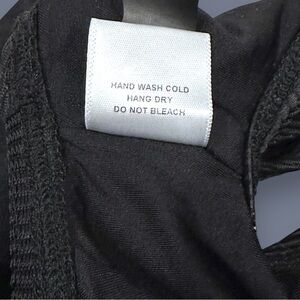 HAND WASH COLD
HANG DRY
DO NOT BLEACH